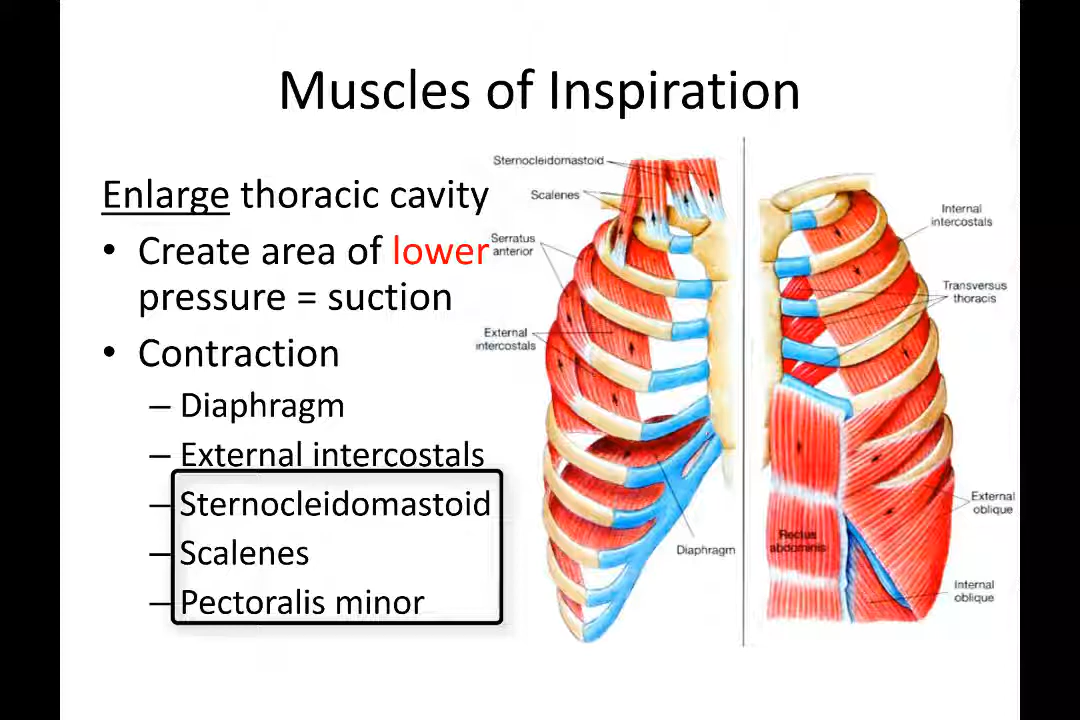 Muscles of Inspiration
Enlarge thoracic cavity
• Create area of lower
pressure = suction
• Contraction
– Diaphragm
– External intercostals
– Sternocleidomastoid
– Scalenes
– Pectoralis minor
Sternocleidomastoid
Scalenes
Serratus
anterior
External
intercostals
Diaphragm
Internal
intercostals
Transversus
thoracis
External
oblique
Rectus
abdominis
Internal
oblique